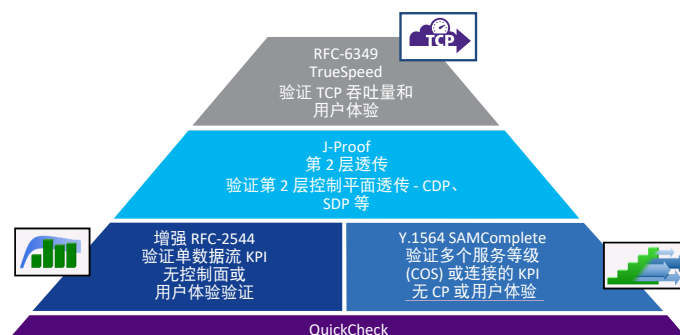 TCP
RFC-6349
TrueSpeed
验证 TCP 吞吐量和
用户体验
J-Proof
第 2 层透传
验证第 2 层控制平面透传 - CDP、
SDP 等
增强 RFC-2544
验证单数据流 KPI
无控制面或
用户体验验证
Y.1564 SAMComplete
验证多个服务等级
(COS) 或连接的 KPI
无 CP 或用户体验
QuickCheck